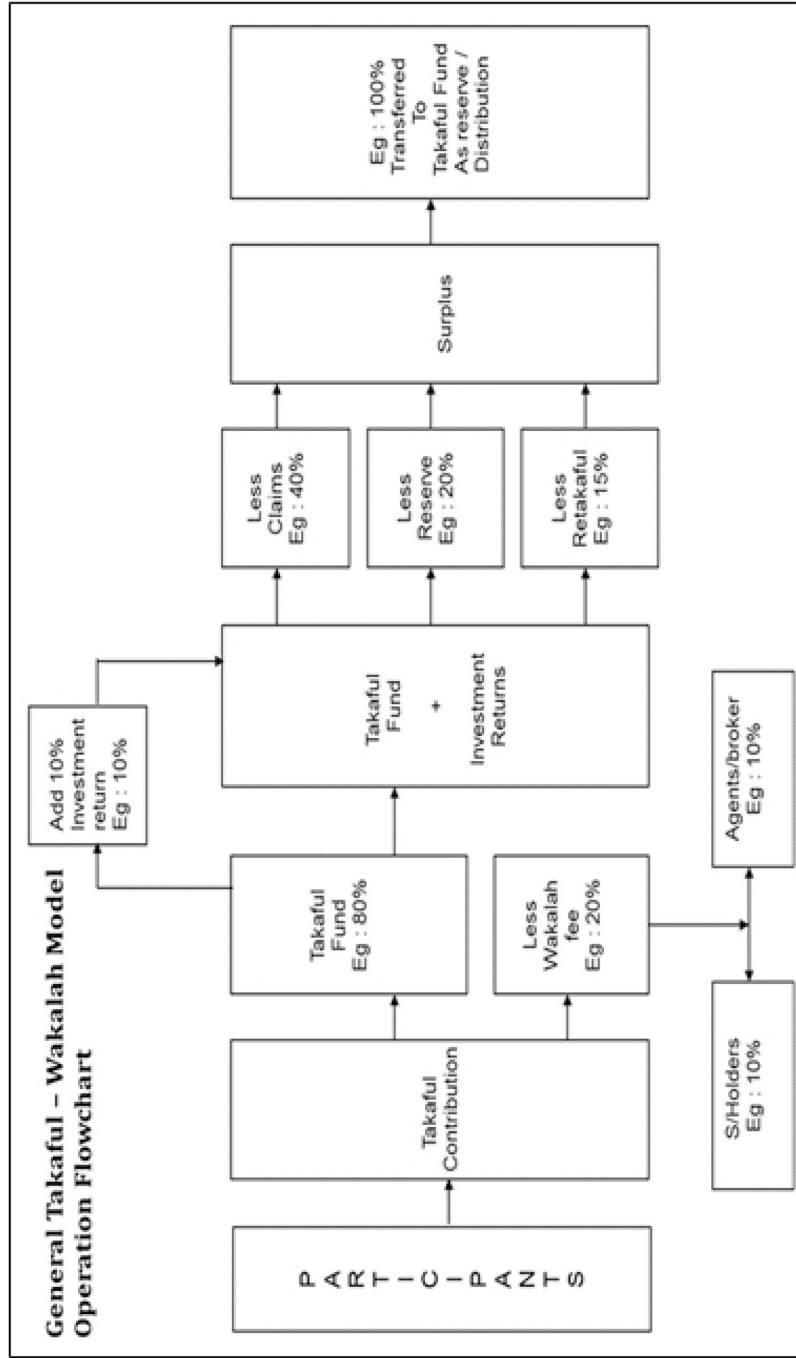 General Takaful – Wakalah Model
Operation Flowchart
P
A
R
T
I
C
I
P
A
N
T
S
Takaful
Contribution
Takaful
Fund
Eg : 80%
Less
Wakalah
fee
Eg : 20%
S/Holders
Eg : 10%
Agents/broker
Eg : 10%
Add 10%
Investment
return
Eg : 10%
Takaful
Fund
+
Investment
Returns
Less
Claims
Eg : 40%
Less
Reserve
Eg : 20%
Less
Retakaful
Eg : 15%
Surplus
Eg : 100%
Transferred
To
Takaful Fund
As reserve /
Distribution